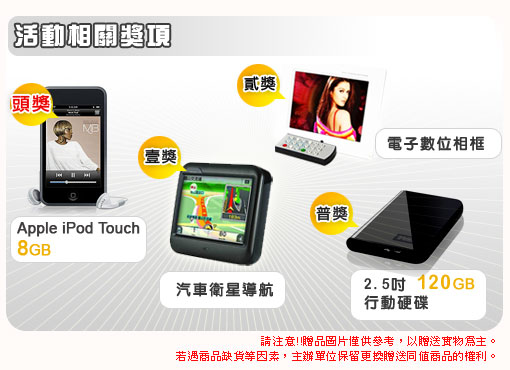 活動相關獎項
頭獎
Apple iPod Touch
8GB
壹獎
汽車衛星導航
貳獎
電子數位相框
普獎
2.5吋 120GB
行動硬碟
請注意!!贈品圖片僅供參考，以贈送實物為主。
若遇商品缺貨等因素，主辦單位保留更換贈送同值商品的權利。